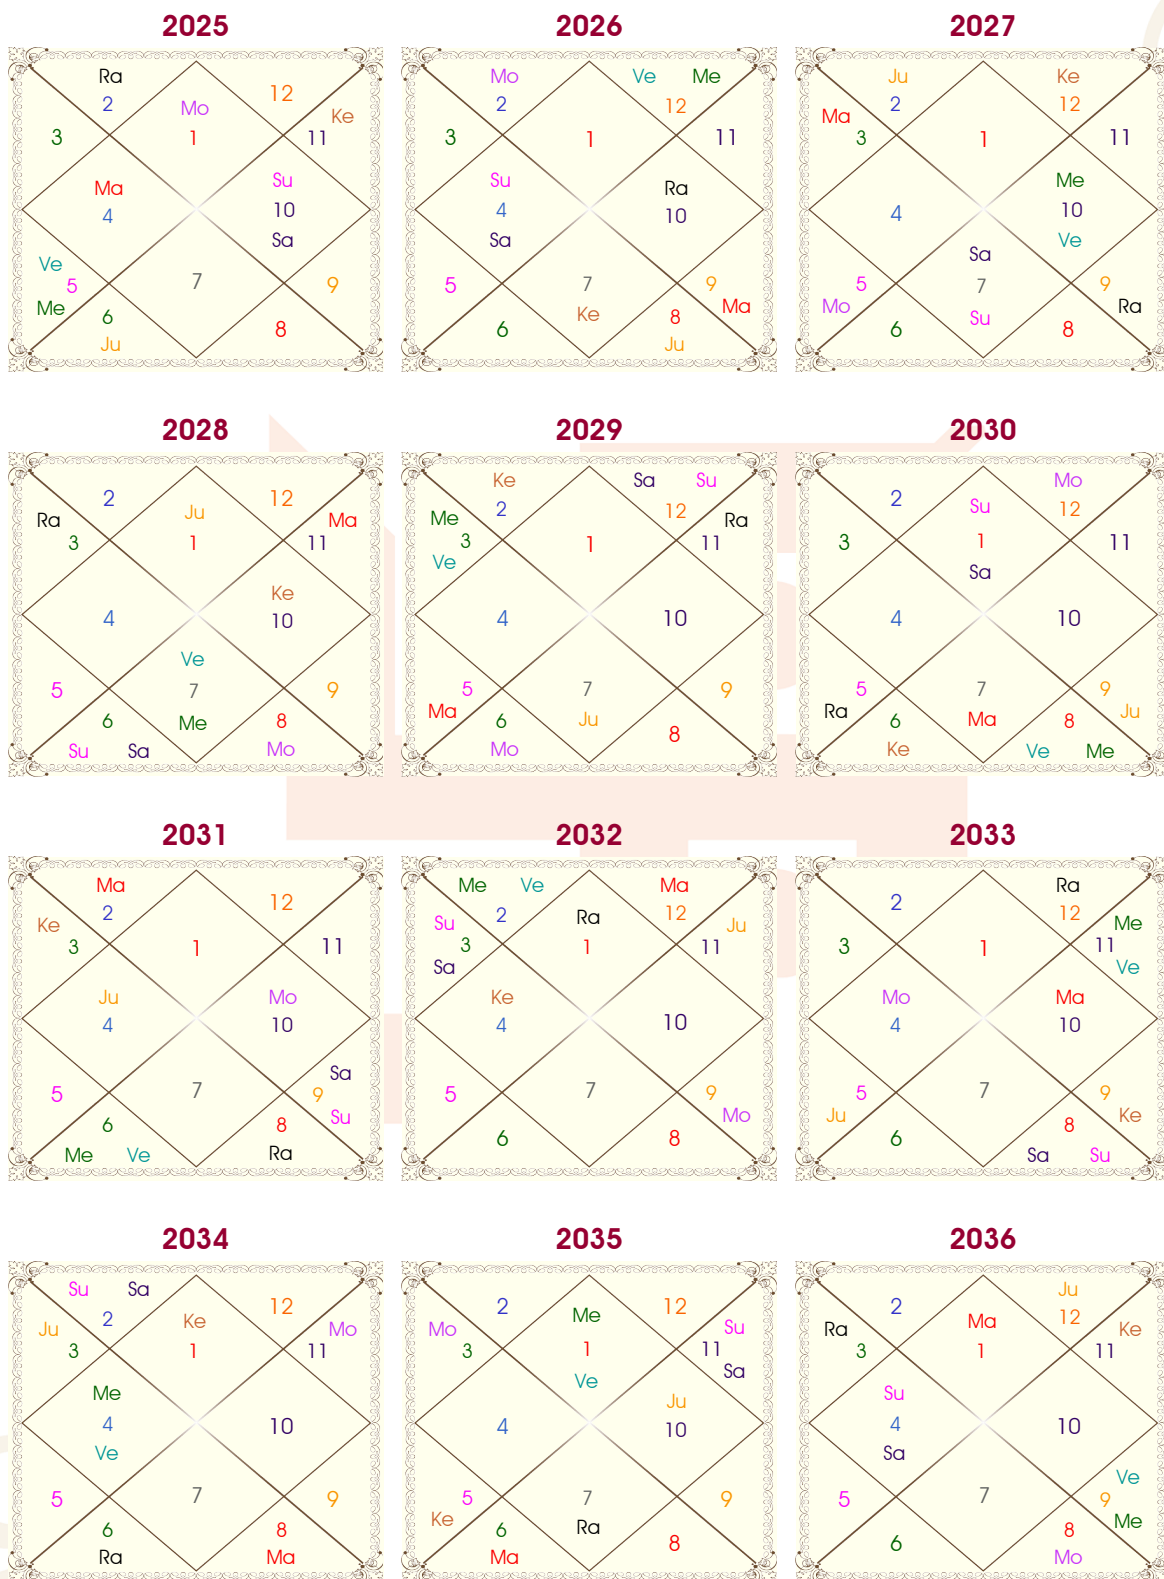 2025 2026 2027
Ra Mo Ve Me Ju Ke
2 Mo 12 2 12 2 12
Ke Ma
3 1 11 3 1 11 3 1 11
Ma Su Su Ra Me
4 10 4 10 4 10
Sa Sa Ve
Ve Sa
5 7 9 5 7 9 5 7 9
Me Ke Ma Mo Ra
6 8 6 8 6 Su 8
Ju Ju
2028 2029 2030
Ke Sa Su Mo
2 Ju 12 2 12 2 Su 12
Ra Ma Me Ra
3 1 11 3 1 11 3 1 11
Ve Sa
Ke
4 10 4 10 4 10
Ve
5 7 9 5 7 9 5 7 9
Ma Ju Ra Ma Ju
6 Me 8 6 8 6 8
Su Sa Mo Mo Ke Ve Me
2031 2032 2033
Ma Me Ve Ma Ra
2 12 2 Ra 12 2 12
Ke Su Ju Me
3 1 11 3 1 11 3 1 11
Sa Ve
Ju Mo Ke Mo Ma
4 10 4 10 4 10
Sa
5 7 9 5 7 9 5 7 9
Su Mo Ju Ke
6 8 6 8 6 8
Me Ve Ra Sa Su
2034 2035 2036
Su Sa Ju
2 Ke 12 2 Me 12 2 Ma 12
Ju Mo Mo Su Ra Ke
3 1 11 3 1 11 3 1 11
Ve Sa
Me Ju Su
4 10 4 10 4 10
Ve Sa
Ve
5 7 9 5 7 9 5 7 9
Ke Ra Me
6 8 6 8 6 8
Ra Ma Ma Mo